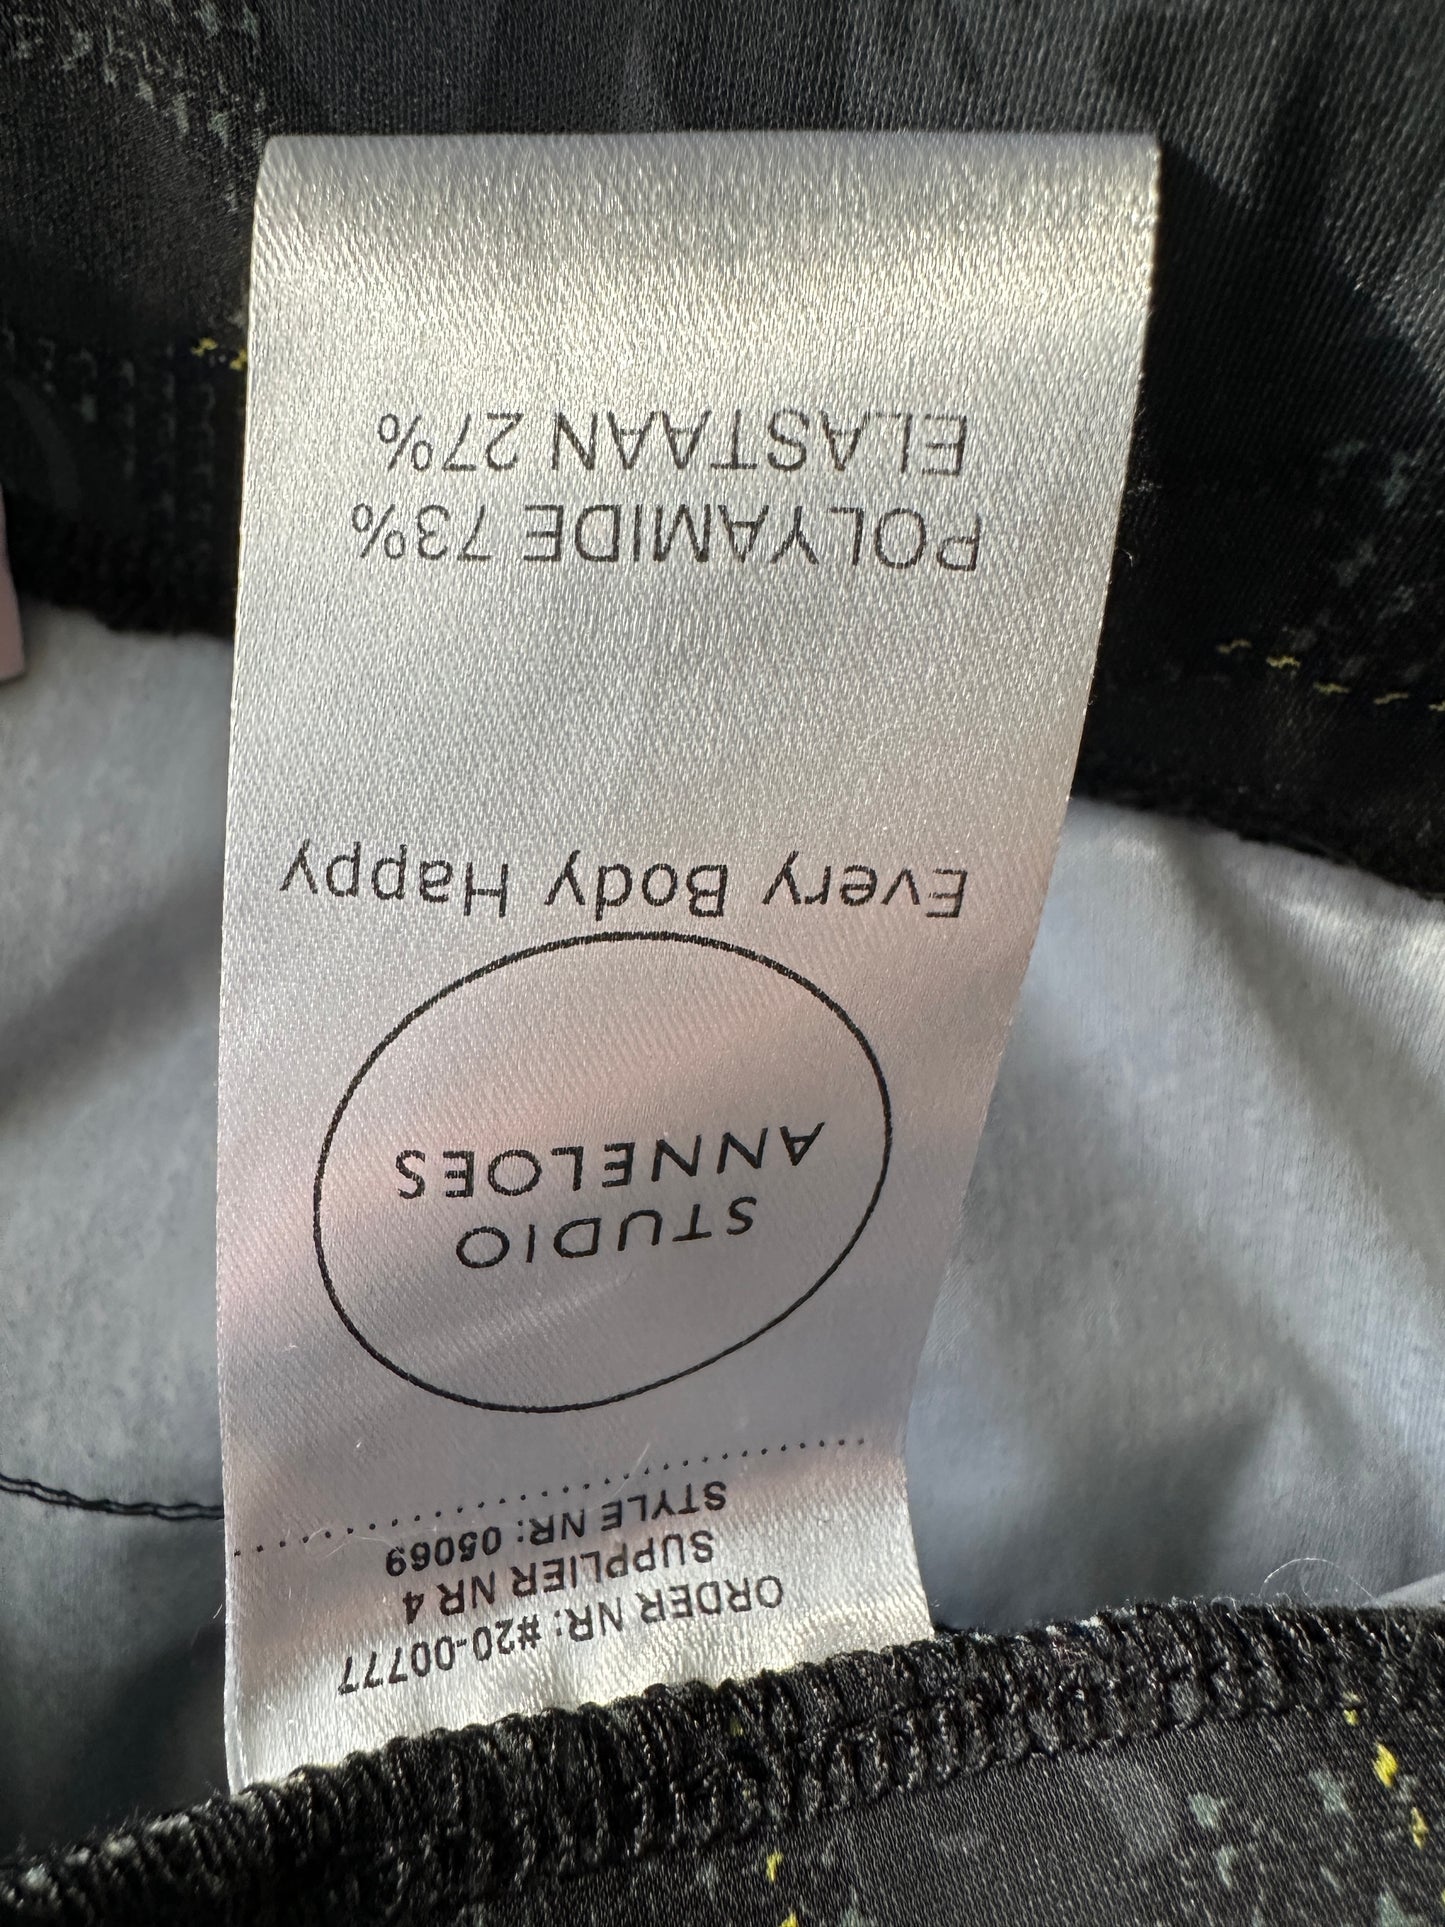 ORDER NR: #20-00777
SUPPLIER NR 4
STYLE NR: 05069
STUDIO
ANNELOES
Every Body Happy
POLYAMIDE 73%
ELASTAAN 27%